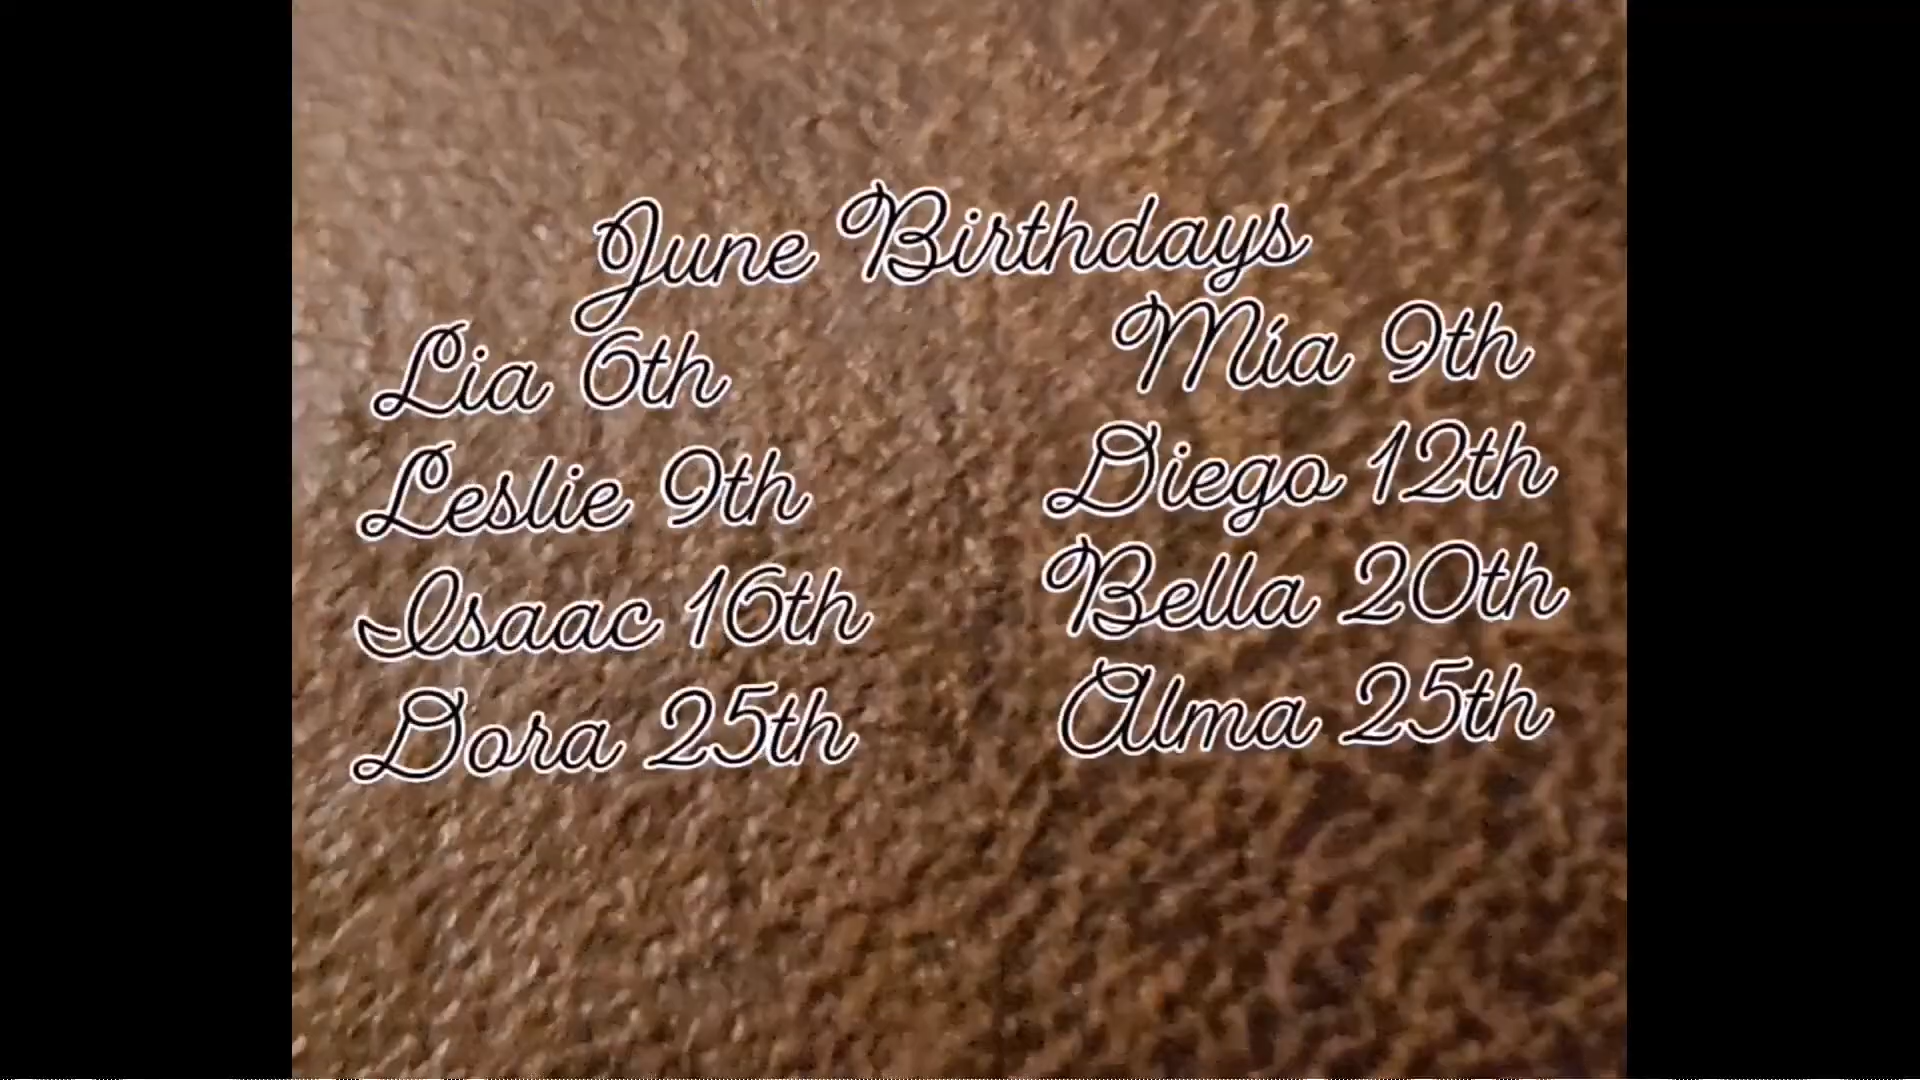 June Birthdays
Lia 6th
Mía 9th
Leslie 9th
Diego 12th
Isaac 16th
Bella 20th
Dora 25th
Alma 25th